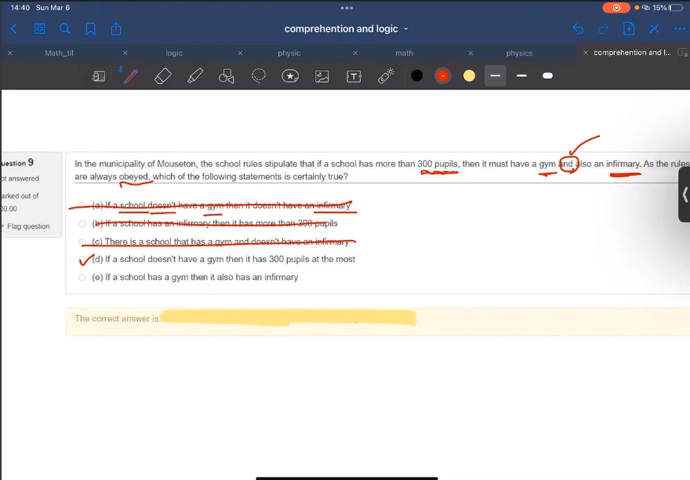 14:40 Sun Mar 6
15%
comprehention and logic
Math_til
logic
physic
math
physics
comprehention and l...
uestion 9
ot answered
arked out of
00.00
Flag question
In the municipality of Mouseton, the school rules stipulate that if a school has more than 300 pupils, then it must have a gym and also an infirmary. As the rules
are always obeyed, which of the following statements is certainly true?
(a) If a school doesn't have a gym then it doesn't have an infirmary
(b) If a school has an infirmary then it has more than 300 pupils
(c) There is a school that has a gym and doesn't have an infirmary
(d) If a school doesn't have a gym then it has 300 pupils at the most
(e) If a school has a gym then it also has an infirmary
The correct answer is